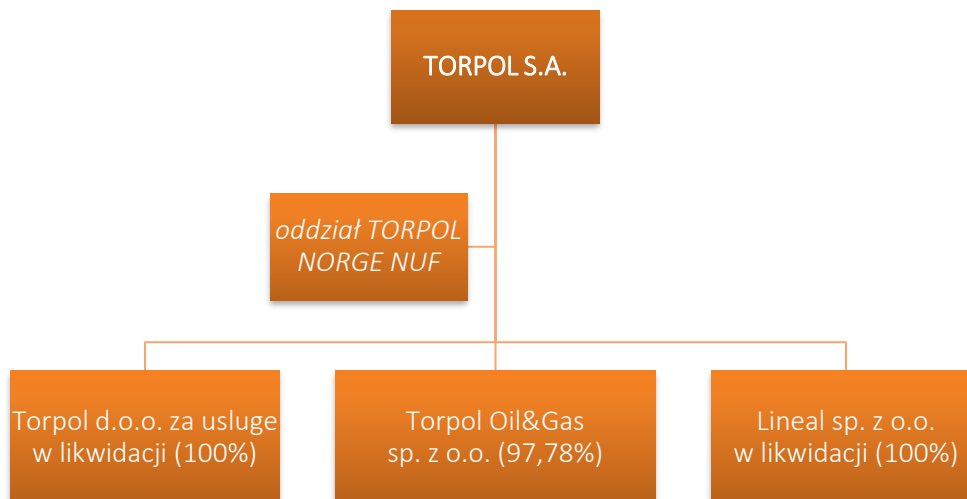 TORPOL S.A.
oddział TORPOL
NORGE NUF
Torpol d.o.o. za usluge
w likwidacji (100%)
Torpol Oil&Gas
sp. z o.o. (97,78%)
Lineal sp. z o.o.
w likwidacji (100%)